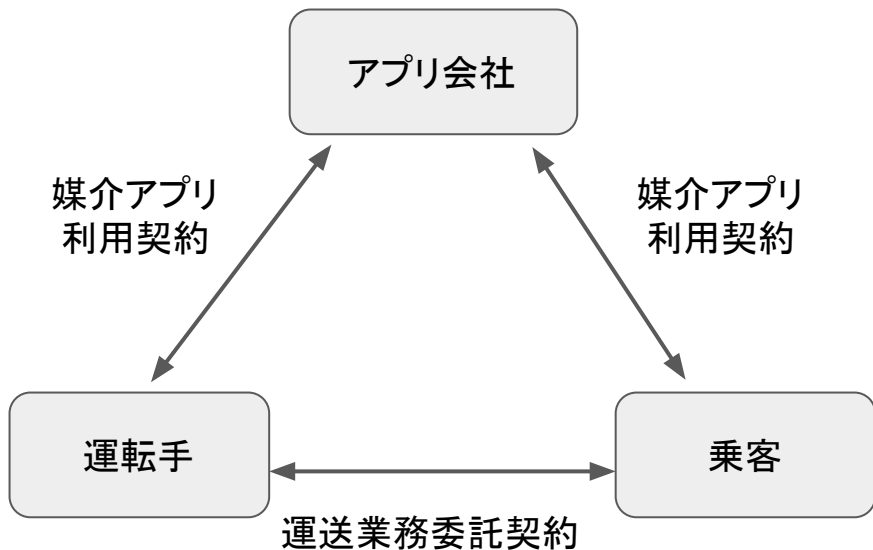 アプリ会社
媒介アプリ
利用契約
媒介アプリ
利用契約
運転手
乗客
運送業務委託契約